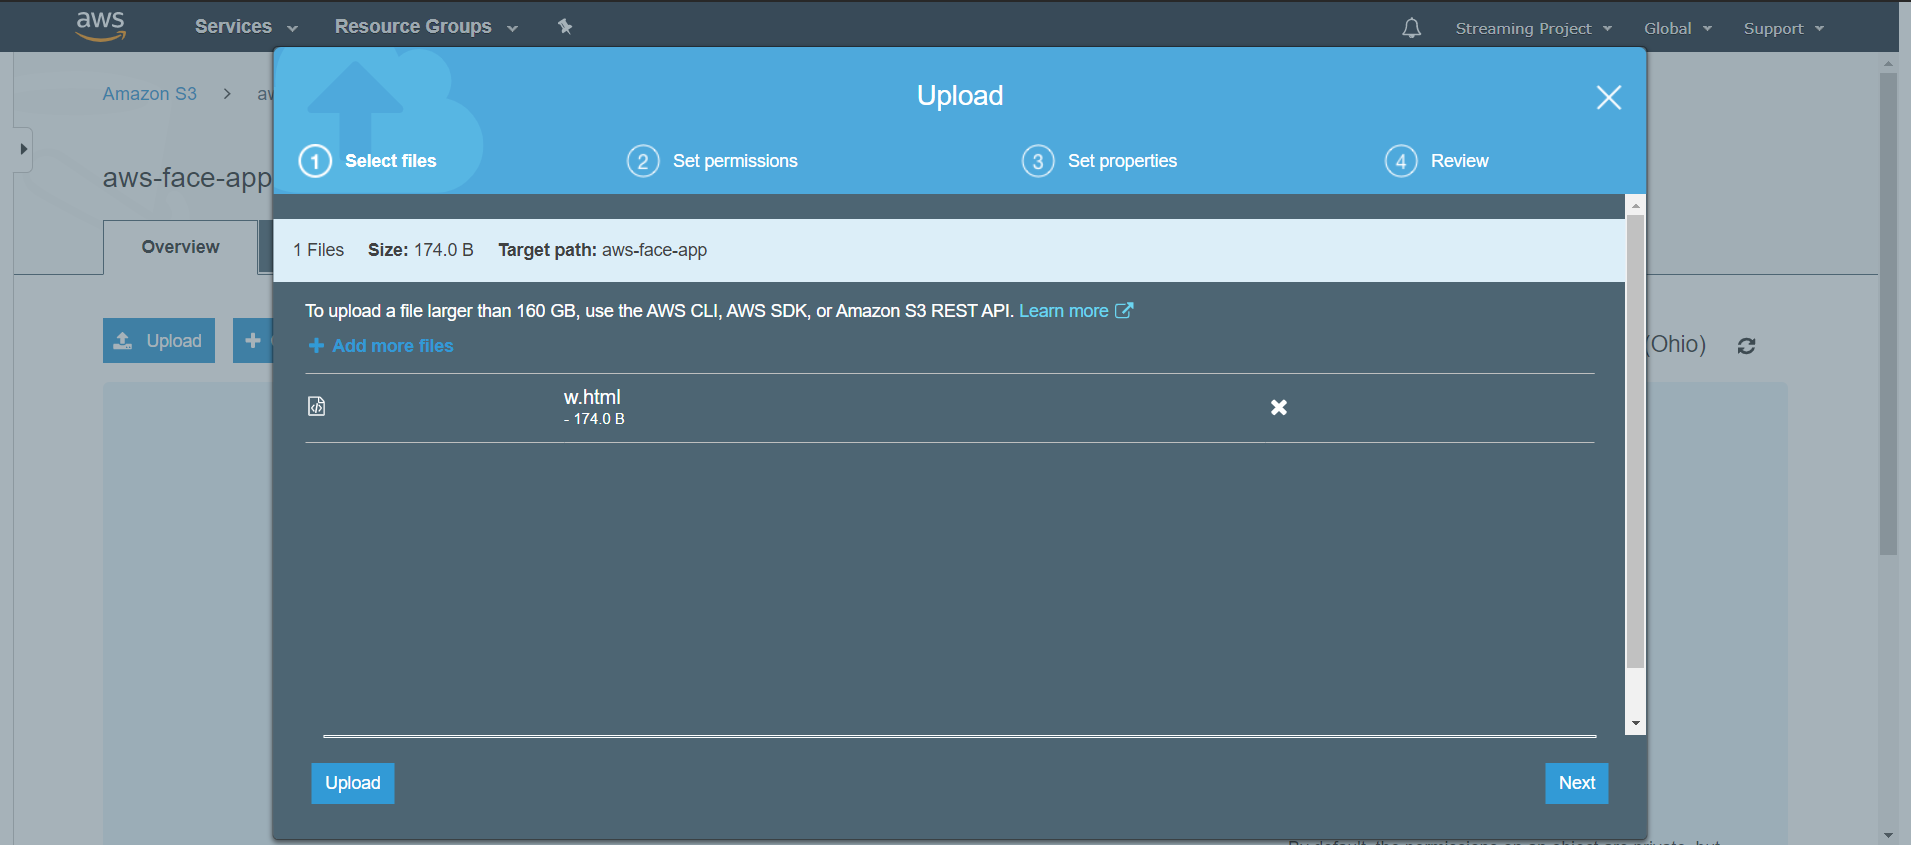 aws Services Resource Groups Streaming Project Global Support
Amazon S3 > aw
aws-face-app
Overview
Upload
(Ohio)
Upload
1 Select files 2 Set permissions 3 Set properties 4 Review
1 Files Size: 174.0 B Target path: aws-face-app
To upload a file larger than 160 GB, use the AWS CLI, AWS SDK, or Amazon S3 REST API. Learn more
+ Add more files
w.html
- 174.0 B
Upload Next